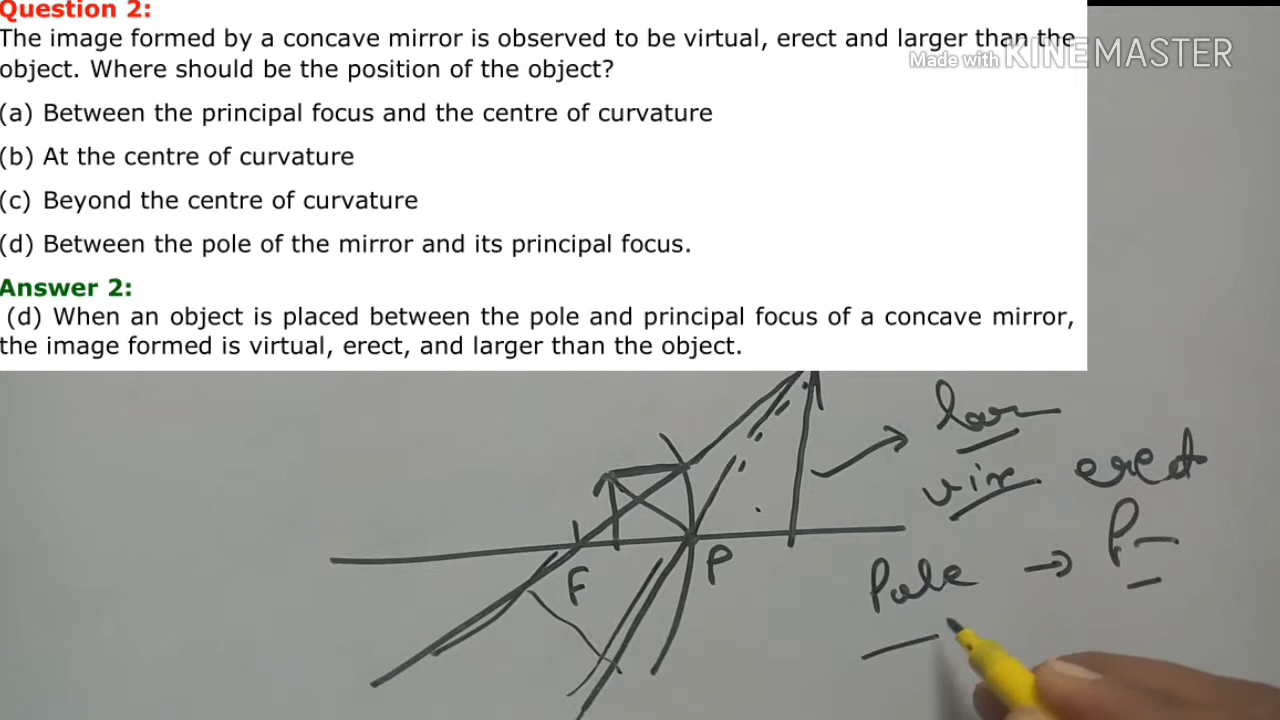 Question 2:
The image formed by a concave mirror is observed to be virtual, erect and larger than the
object. Where should be the position of the object?
Made with KINEMASTER
(a) Between the principal focus and the centre of curvature
(b) At the centre of curvature
(c) Beyond the centre of curvature
(d) Between the pole of the mirror and its principal focus.
Answer 2:
(d) When an object is placed between the pole and principal focus of a concave mirror,
the image formed is virtual, erect, and larger than the object.
erect
F
P
Pole →